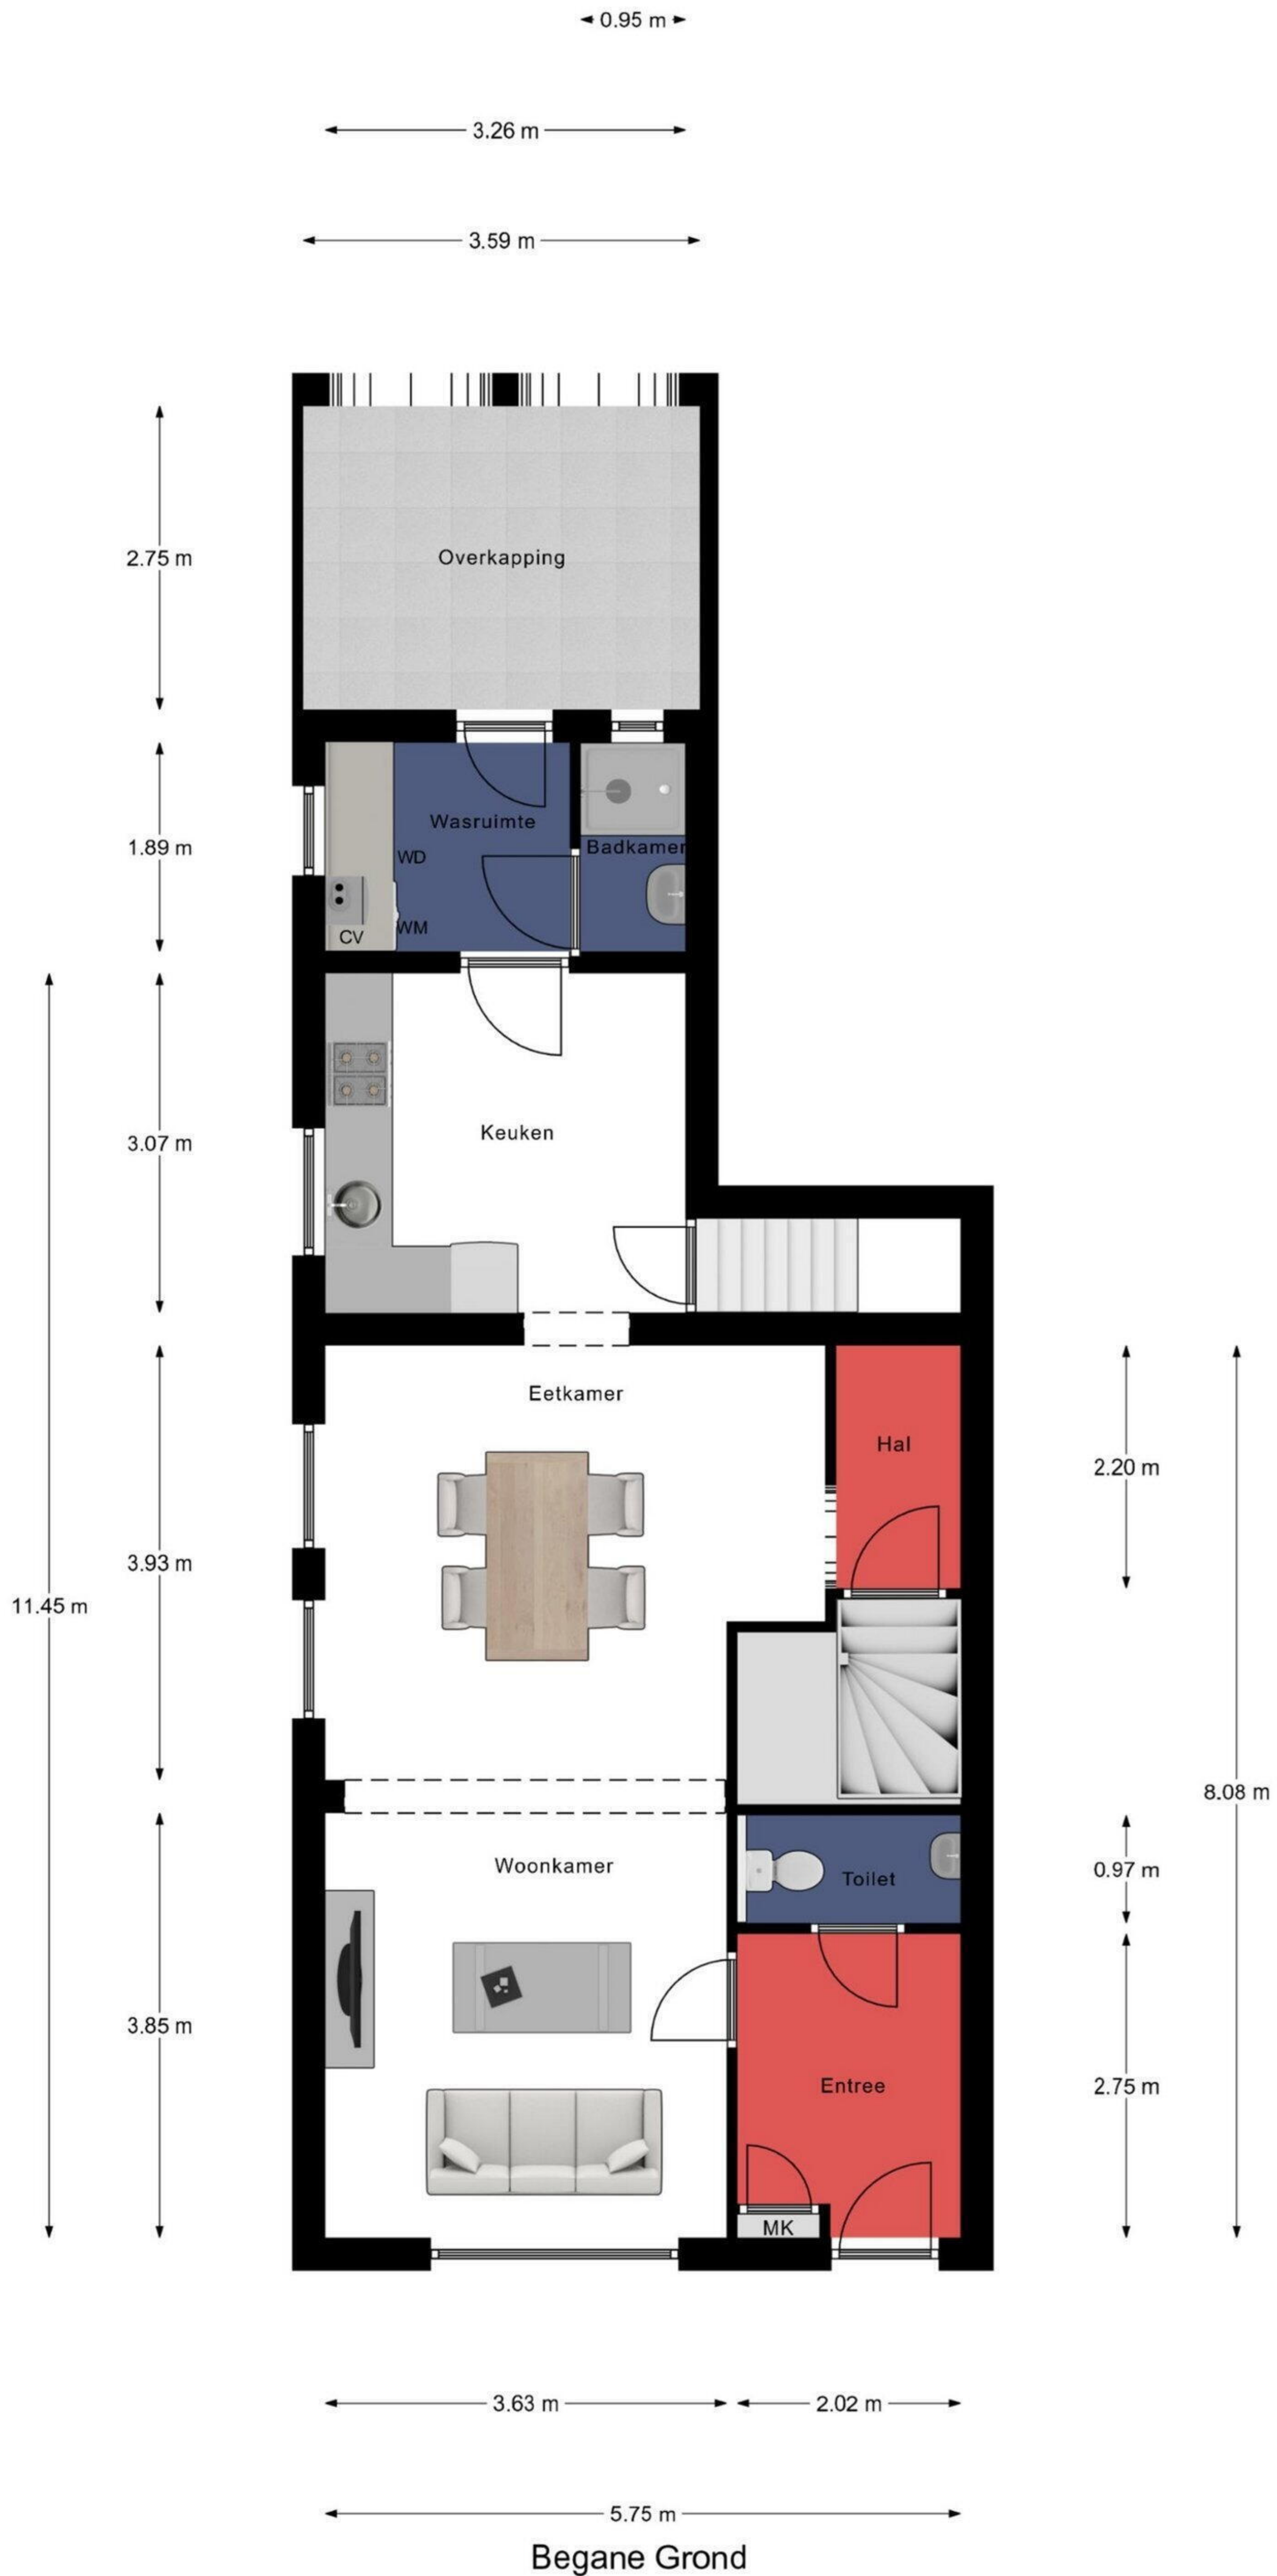 0.95 m
3.26 m
3.59 m
2.75 m
Overkapping
Wasruimte
Badkamer
1.89 m
WD
WM
CV
3.07 m
Keuken
Eetkamer
Hal
2.20 m
3.93 m
11.45 m
8.08 m
Woonkamer
Toilet
0.97 m
3.85 m
Entree
2.75 m
MK
3.63 m
2.02 m
5.75 m
Begane Grond